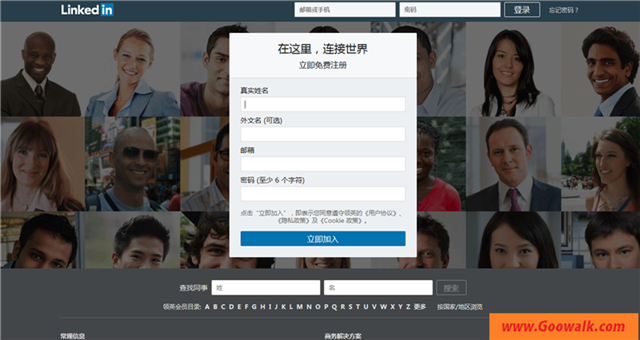 Linked in
邮箱或手机 密码 登录 忘记密码？
在这里，连接世界
立即免费注册
真实姓名
外文名 (可选)
邮箱
密码 (至少 6 个字符)
点击“立即加入”，即表示您同意遵守领英的《用户协议》、
《隐私政策》及《Cookie 政策》。
立即加入
查找同事 姓 名 搜索
领英会员目录: A B C D E F G H I J K L M N O P Q R S T U V W X Y Z 更多 按国家/地区浏览
www.Goowalk.com
常规信息 商务解决方案